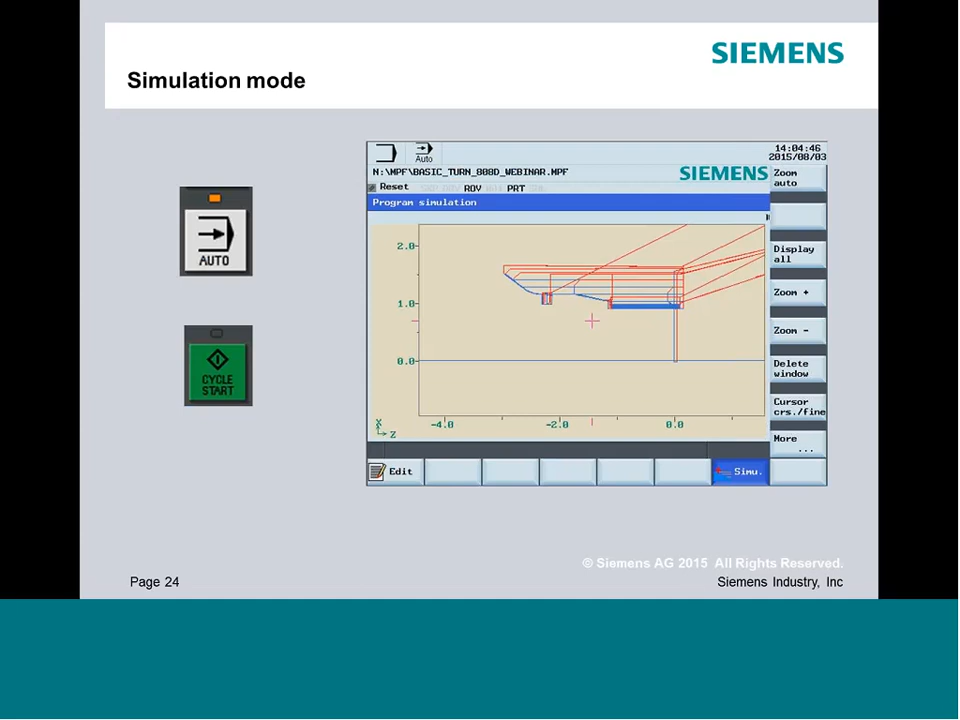 SIEMENS
Simulation mode
AUTO
CYCLE
START
Auto
14:04:46
2015/08/03
N:\MPF\BASIC_TURN_808D_WEBINAR.MPF
SIEMENS
Reset
ROV
PRT
Program simulation
2.0
1.0
0.0
X
Z
-4.0
-2.0
0.0
Zoom
auto
Display
all
Zoom +
Zoom -
Delete
window
Cursor
crs./fine
More
...
Edit
Simu.
© Siemens AG 2015 All Rights Reserved.
Page 24
Siemens Industry, Inc